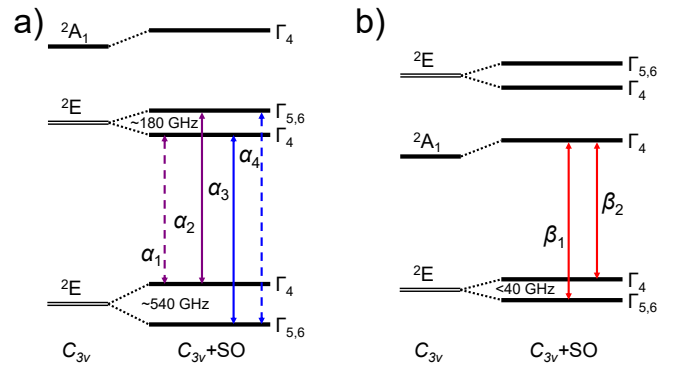 a)
²A₁
Γ₄
²E
~180 GHz
Γ₅,₆
Γ₄
α₁
α₂
α₃
α₄
²E
~540 GHz
Γ₄
Γ₅,₆
C₃ᵥ
C₃ᵥ+SO
b)
²E
Γ₅,₆
Γ₄
²A₁
Γ₄
β₁
β₂
²E
<40 GHz
Γ₄
Γ₅,₆
C₃ᵥ
C₃ᵥ+SO